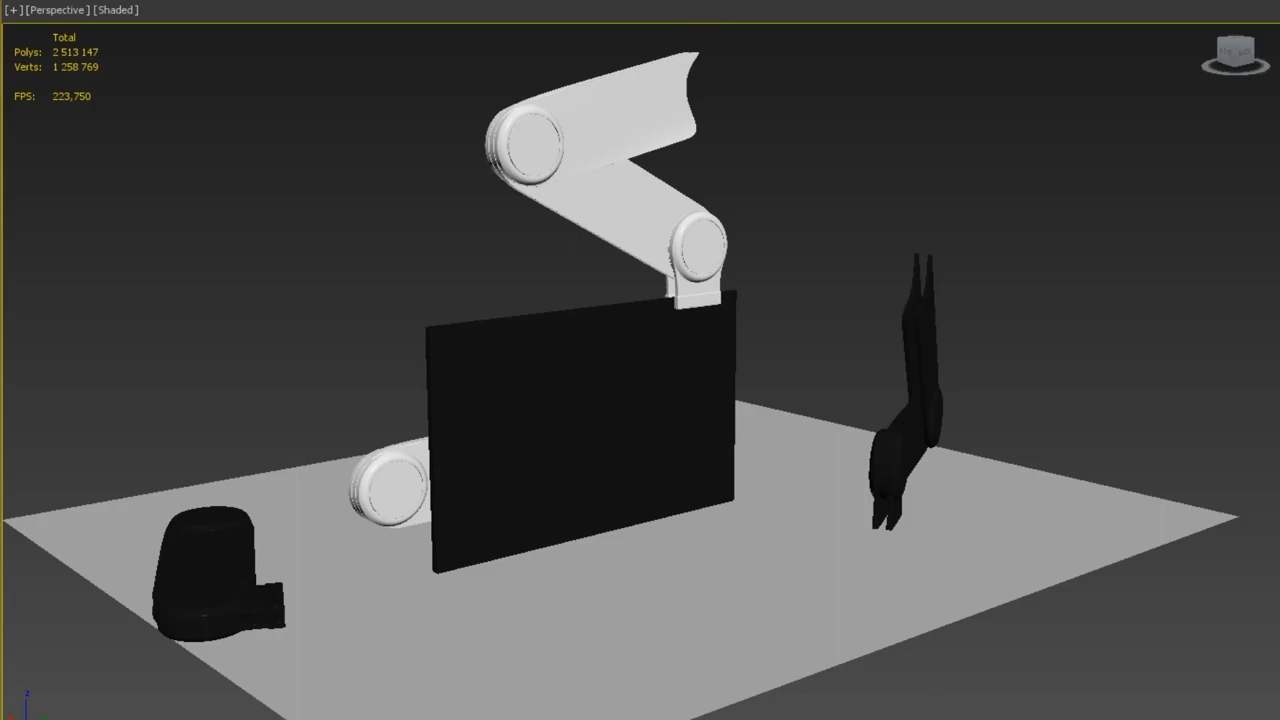 [+] [Perspective ] [Shaded ]
Total
Polys: 2 513 147
Verts: 1 258 769
FPS: 223,750
z